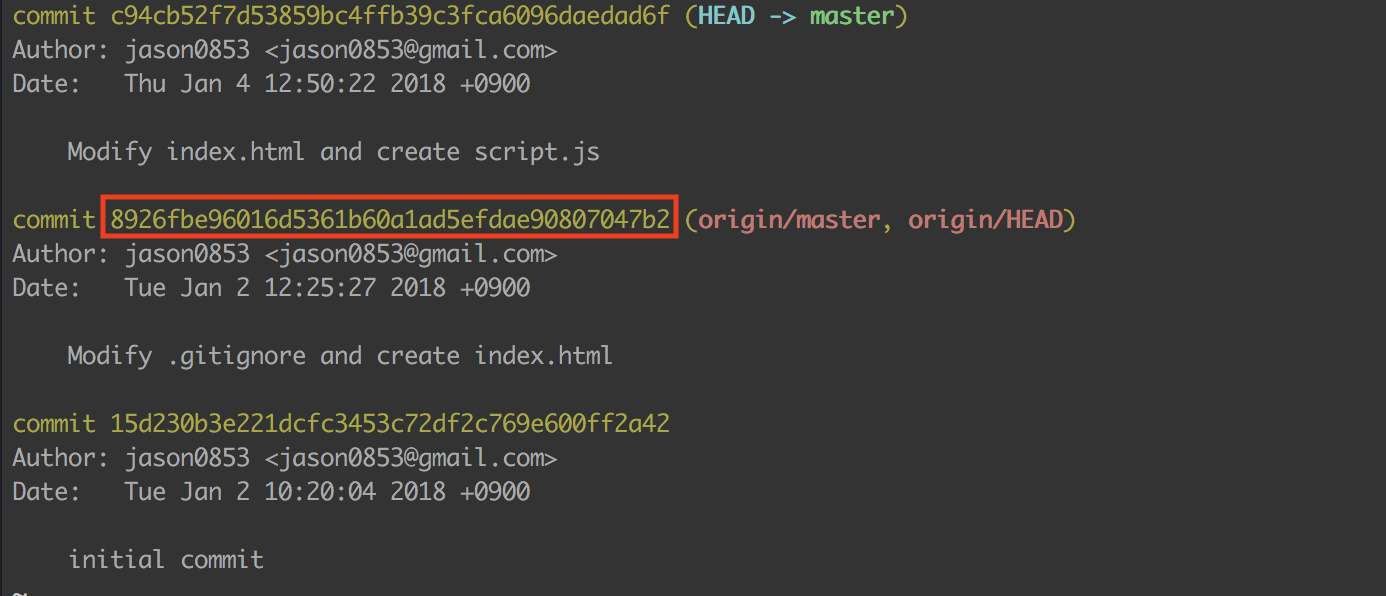 commit c94cb52f7d53859bc4ffb39c3fca6096daedad6f (HEAD -> master)
Author: jason0853 <jason0853@gmail.com>
Date:   Thu Jan 4 12:50:22 2018 +0900
Modify index.html and create script.js
commit 8926fbe96016d5361b60a1ad5efdae90807047b2 (origin/master, origin/HEAD)
Author: jason0853 <jason0853@gmail.com>
Date:   Tue Jan 2 12:25:27 2018 +0900
Modify .gitignore and create index.html
commit 15d230b3e221dcfc3453c72df2c769e600ff2a42
Author: jason0853 <jason0853@gmail.com>
Date:   Tue Jan 2 10:20:04 2018 +0900
initial commit
~